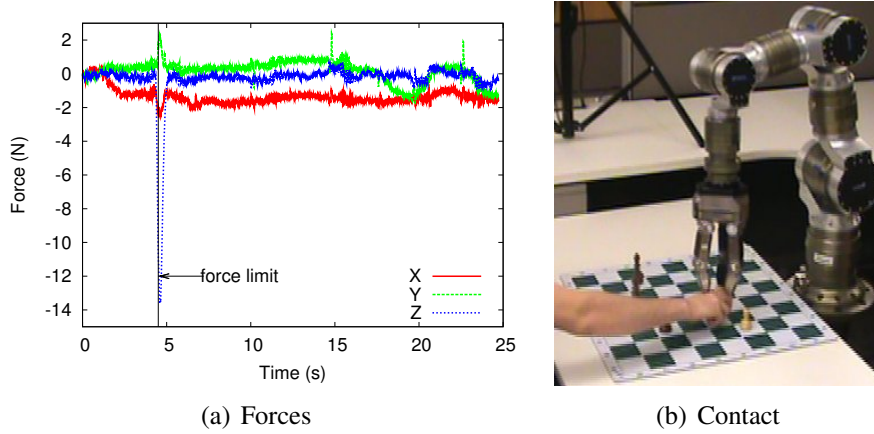 2
0
-2
-4
-6
-8
-10
-12
-14
Force (N)
force limit
X
Y
Z
0 5 10 15 20 25
Time (s)
(a) Forces
(b) Contact